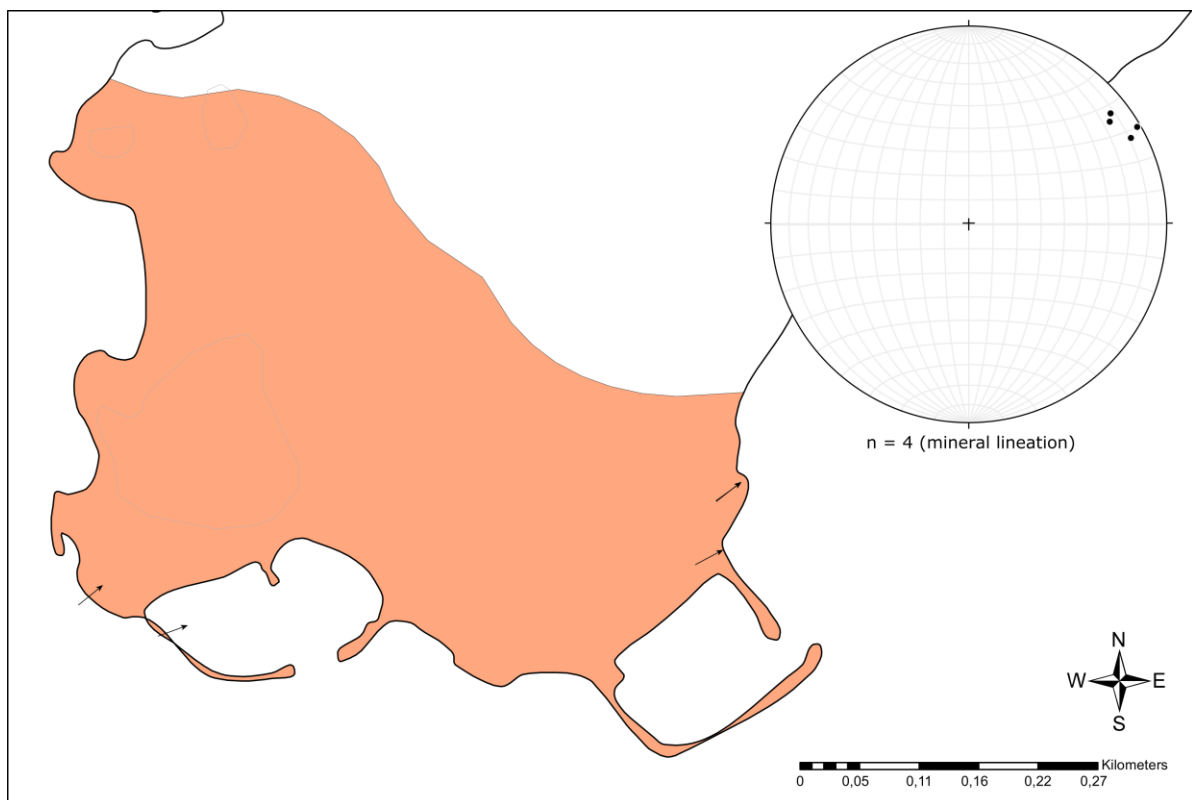 n = 4 (mineral lineation)
N
W E
S
Kilometers
0 0,05 0,11 0,16 0,22 0,27